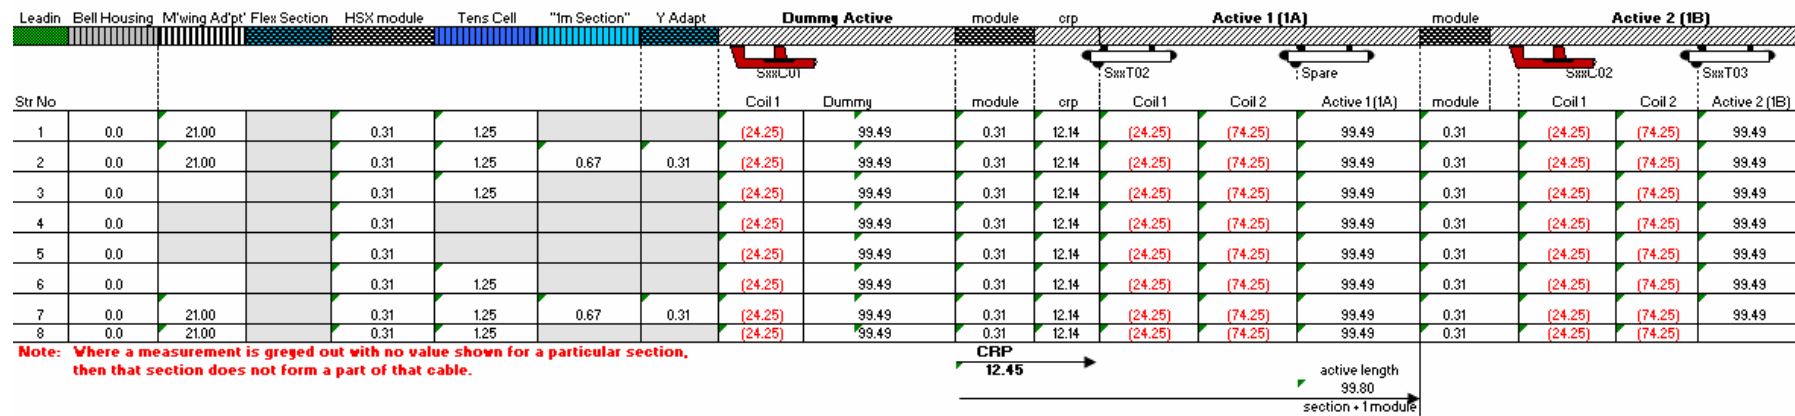 Leadin Bell Housing M'wing Ad'pt' Flex Section HSX module Tens Cell "1m Section" Y Adapt Dummy Active module crp Active 1 (1A) module Active 2 (1B)
SxxC01 SxxT02 Spare SxxC02 SxxT03
Str No Coil 1 Dummy module crp Coil 1 Coil 2 Active 1 (1A) module Coil 1 Coil 2 Active 2 (1B)
1 0.0 21.00 0.31 1.25 (24.25) 99.49 0.31 12.14 (24.25) (74.25) 99.49 0.31 (24.25) (74.25) 99.49
2 0.0 21.00 0.31 1.25 0.67 0.31 (24.25) 99.49 0.31 12.14 (24.25) (74.25) 99.49 0.31 (24.25) (74.25) 99.49
3 0.0 0.31 1.25 (24.25) 99.49 0.31 12.14 (24.25) (74.25) 99.49 0.31 (24.25) (74.25) 99.49
4 0.0 0.31 (24.25) 99.49 0.31 12.14 (24.25) (74.25) 99.49 0.31 (24.25) (74.25) 99.49
5 0.0 0.31 (24.25) 99.49 0.31 12.14 (24.25) (74.25) 99.49 0.31 (24.25) (74.25) 99.49
6 0.0 0.31 1.25 (24.25) 99.49 0.31 12.14 (24.25) (74.25) 99.49 0.31 (24.25) (74.25) 99.49
7 0.0 21.00 0.31 1.25 0.67 0.31 (24.25) 99.49 0.31 12.14 (24.25) (74.25) 99.49 0.31 (24.25) (74.25) 99.49
8 0.0 21.00 0.31 1.25 (24.25) 99.49 0.31 12.14 (24.25) (74.25) 99.49 0.31 (24.25) (74.25)
Note: Where a measurement is greyed out with no value shown for a particular section,
then that section does not form a part of that cable.
CRP
12.45
active length
99.80
section + 1 module